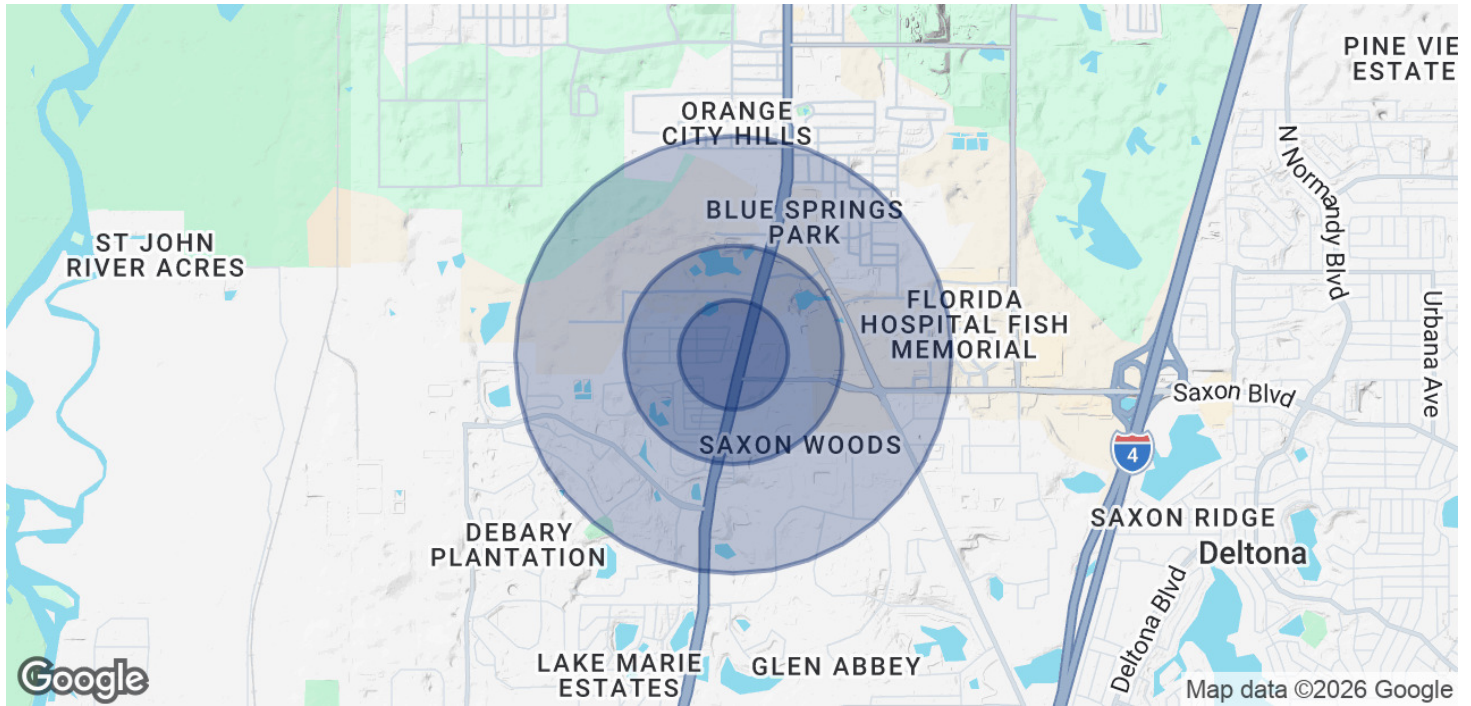 PINE VIE
ESTATE
ORANGE
CITY HILLS
N Normandy Blvd
BLUE SPRINGS
PARK
ST JOHN
RIVER ACRES
FLORIDA
HOSPITAL FISH
MEMORIAL
Urbana Ave
Saxon Blvd
SAXON WOODS
4
SAXON RIDGE
DEBARY
PLANTATION
Deltona
Deltona Blvd
LAKE MARIE
ESTATES
GLEN ABBEY
Google
Map data ©2026 Google